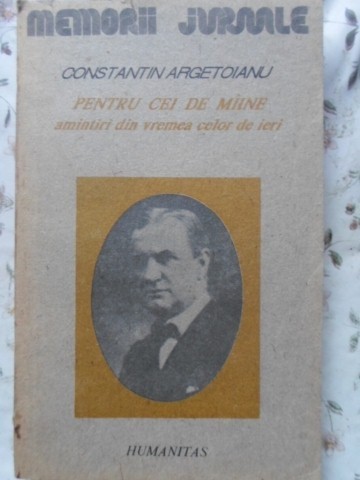 MEMORII JURNALE
CONSTANTIN ARGETOIANU
PENTRU CEI DE MÎINE
amintiri din vremea celor de ieri
HUMANITAS